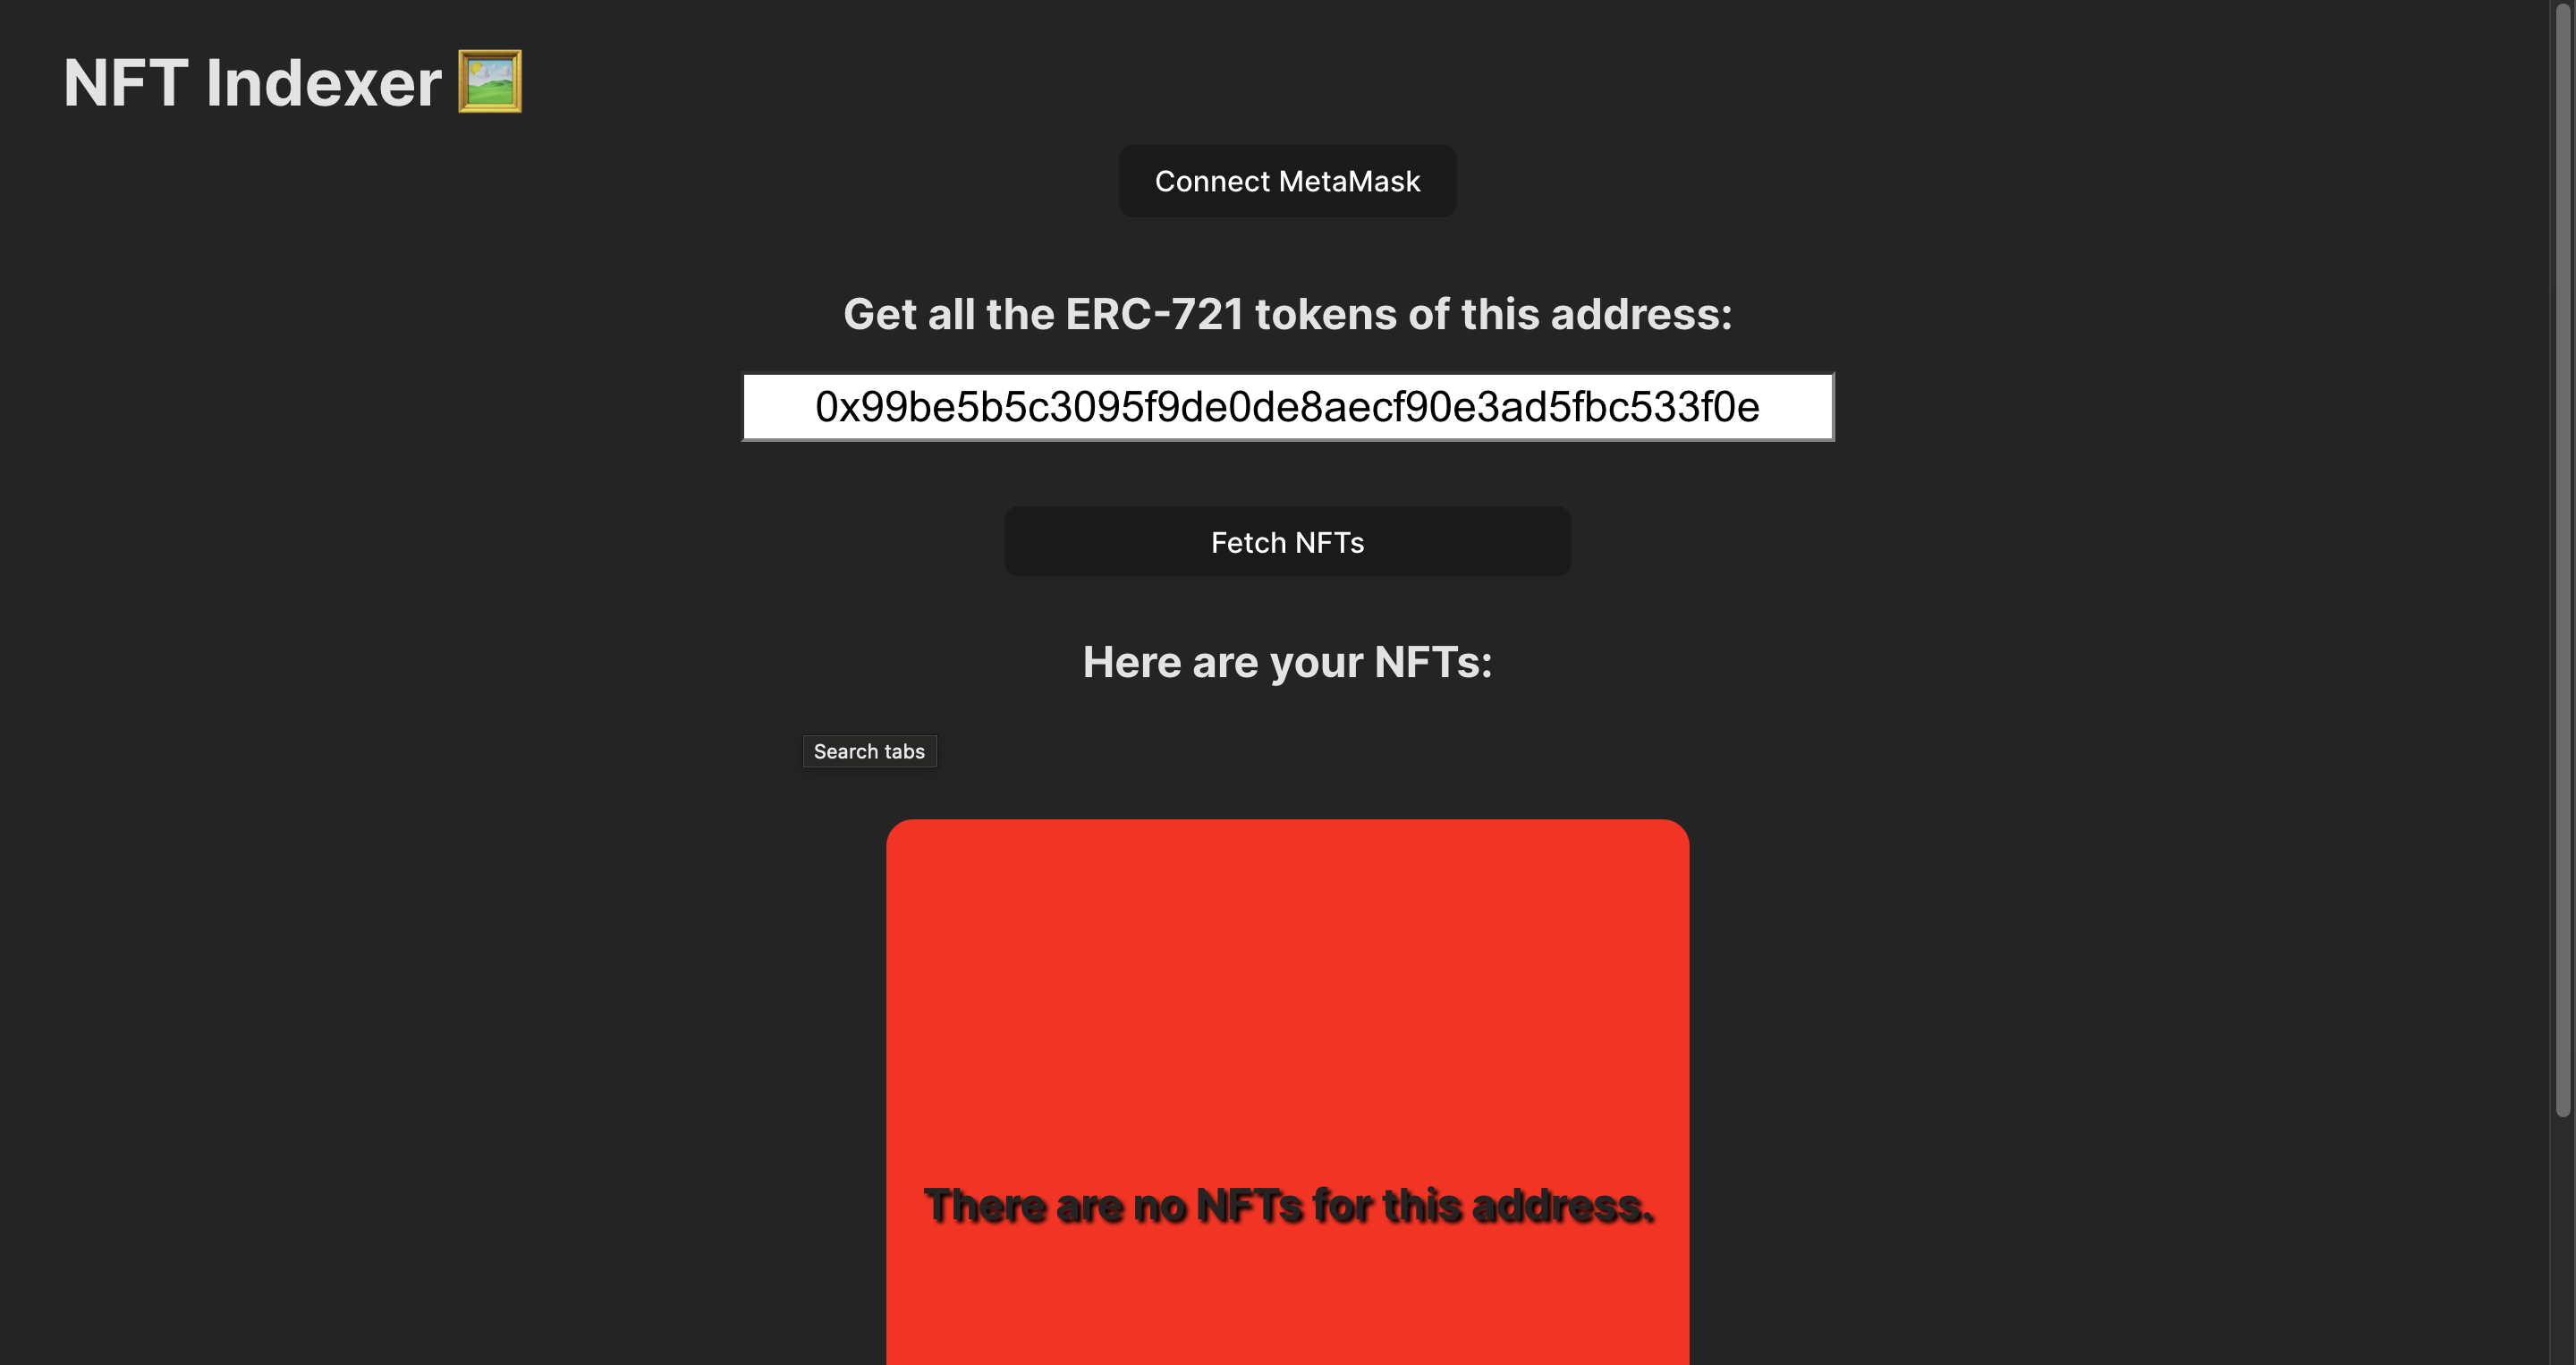 NFT Indexer 🖼️
Connect MetaMask
Get all the ERC-721 tokens of this address:
0x99be5b5c3095f9de0de8aecf90e3ad5fbc533f0e
Fetch NFTs
Here are your NFTs:
Search tabs
There are no NFTs for this address.